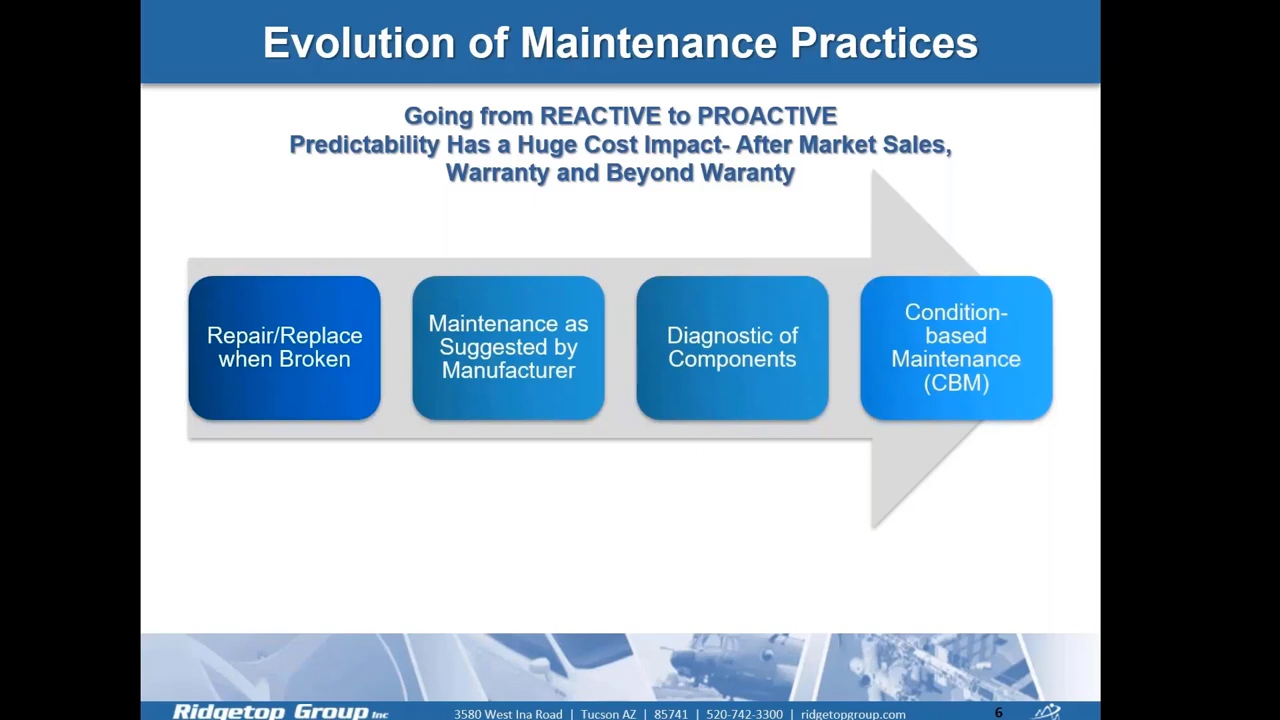 Evolution of Maintenance Practices
Going from REACTIVE to PROACTIVE
Predictability Has a Huge Cost Impact- After Market Sales,
Warranty and Beyond Waranty
Repair/Replace
when Broken
Maintenance as
Suggested by
Manufacturer
Diagnostic of
Components
Condition-
based
Maintenance
(CBM)
Ridgetop Group Inc
3580 West Ina Road | Tucson AZ | 85741 | 520-742-3300 | ridgetopgroup.com
6